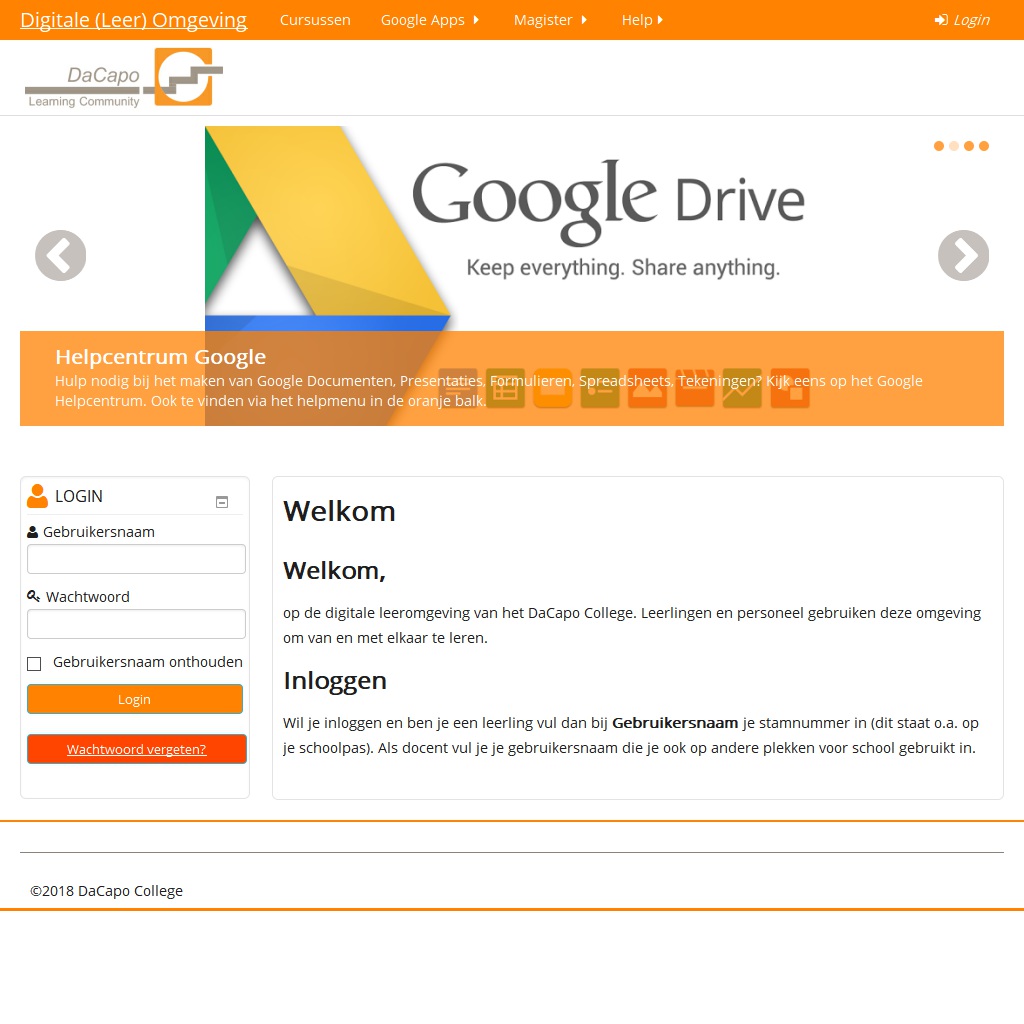 Digitale (Leer) Omgeving
Cursussen
Google Apps
Magister
Help
Login
DaCapo
Learning Community
Google Drive
Keep everything. Share anything.
Helpcentrum Google
Hulp nodig bij het maken van Google Documenten, Presentaties, Formulieren, Spreadsheets, Tekeningen? Kijk eens op het Google
Helpcentrum. Ook te vinden via het helpmenu in de oranje balk.
LOGIN
Gebruikersnaam
Wachtwoord
Gebruikersnaam onthouden
Login
Wachtwoord vergeten?
Welkom
Welkom,
op de digitale leeromgeving van het DaCapo College. Leerlingen en personeel gebruiken deze omgeving
om van en met elkaar te leren.
Inloggen
Wil je inloggen en ben je een leerling vul dan bij Gebruikersnaam je stamnummer in (dit staat o.a. op
je schoolpas). Als docent vul je je gebruikersnaam die je ook op andere plekken voor school gebruikt in.
©2018 DaCapo College